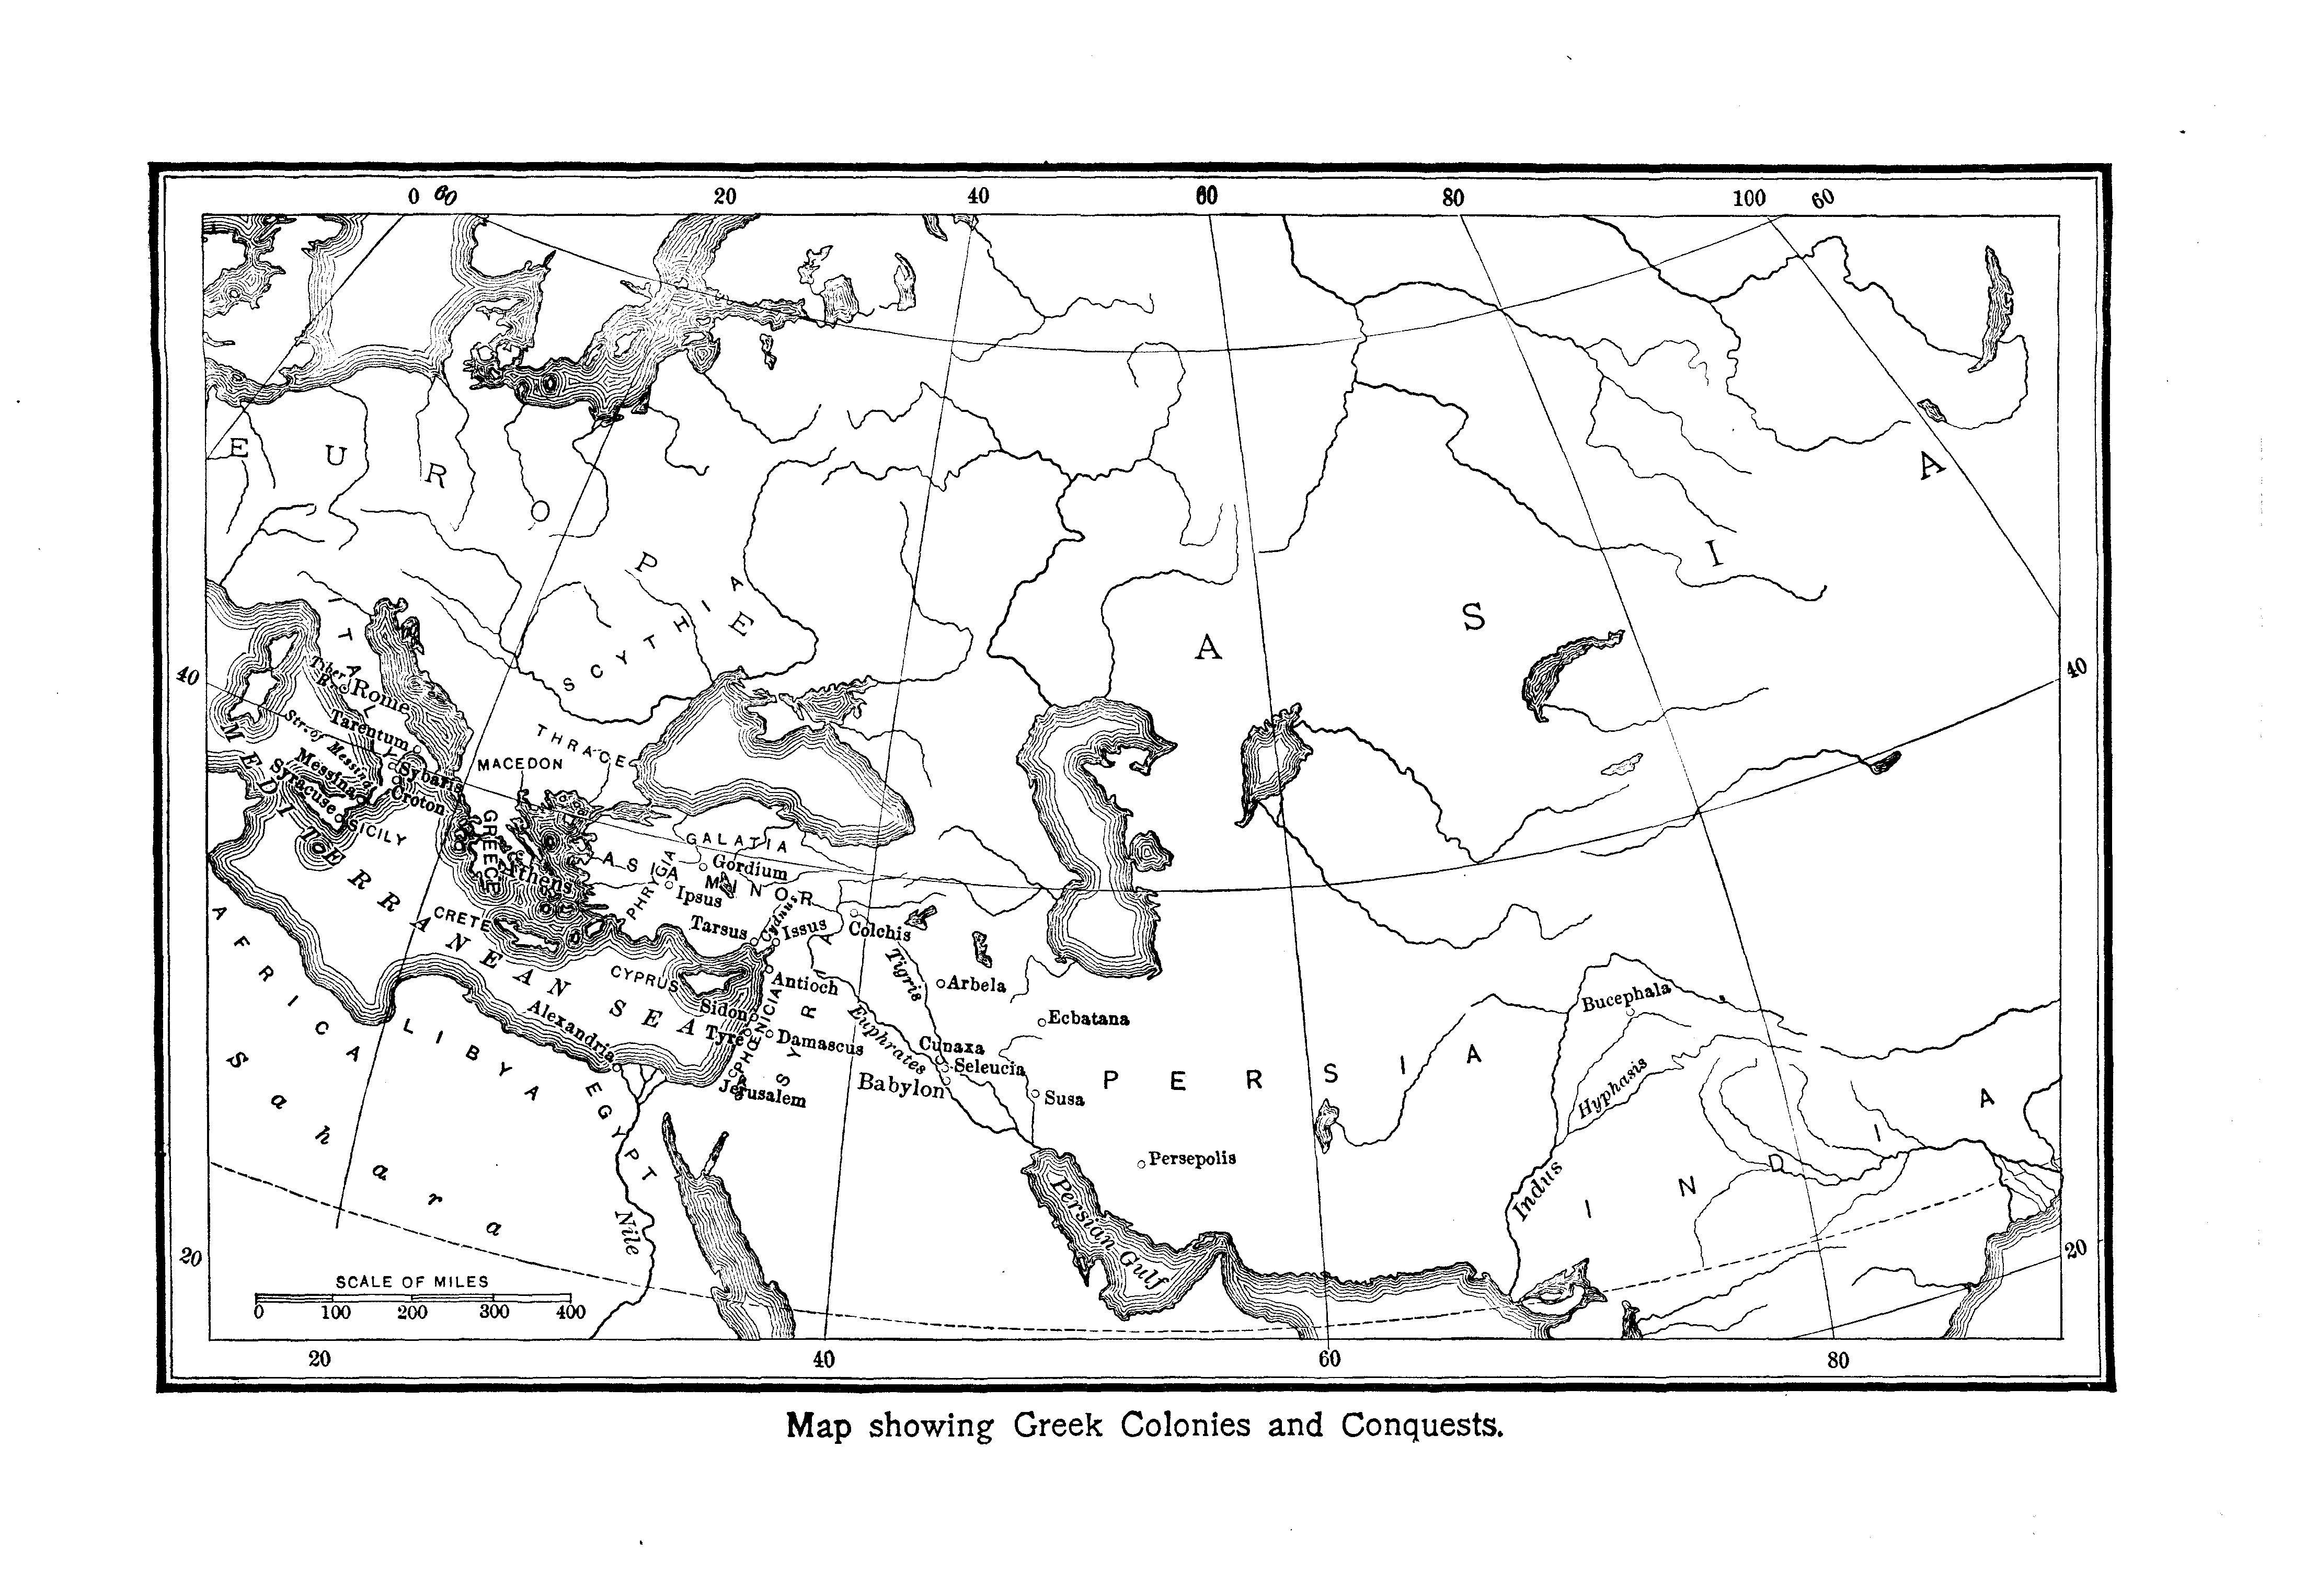 0 60 20 40 60 80 100 60
EUROPE
ASIA
SCYTHIA
ITALY
40
40
Tiber R.
Rome
Tarentum
Str. of Messina
Messina
Syracuse
Sybaris
Croton
SICILY
THRACE
MACEDON
GREECE
Athens
CRETE
MEDITERRANEAN SEA
ASIA MINOR
GALATIA
PHRYGIA
Gordium
Ipsus
Tarsus
Cydnus
Issus
Colchis
CYPRUS
Antioch
SYRIA
PHŒNICIA
Sidon
Tyre
Damascus
Jerusalem
Alexandria
AFRICA
LIBYA
EGYPT
Sahara
Nile
Tigris
Arbela
Ecbatana
Euphrates
Cunaxa
Seleucia
Babylon
Susa
Persepolis
PERSIA
Persian Gulf
Bucephala
Hyphasis
Indus
INDIA
20
20
SCALE OF MILES
0 100 200 300 400
20 40 60 80
Map showing Greek Colonies and Conquests.